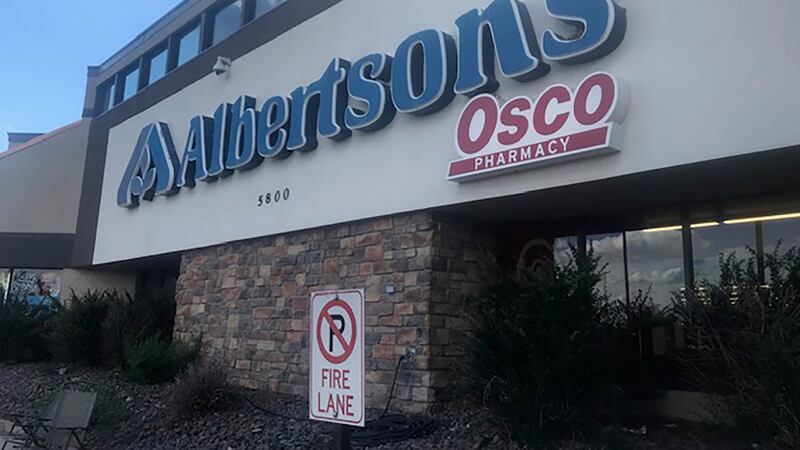 Albertsons
Osco
PHARMACY
5800
P
FIRE
LANE